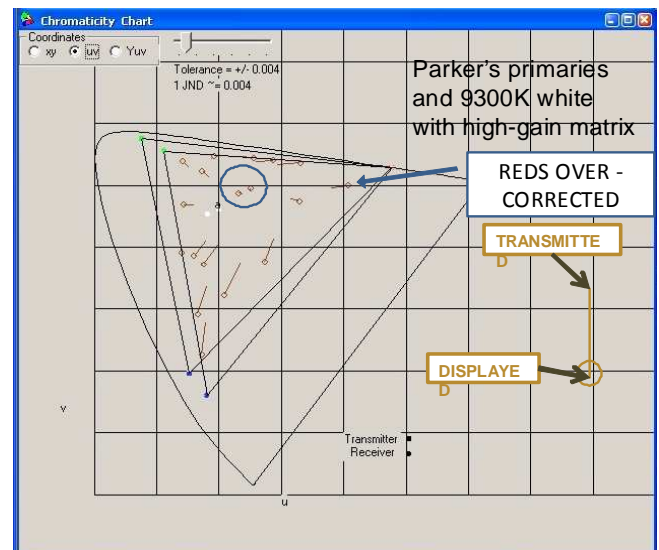 Chromaticity Chart
Coordinates
xy uv Yuv
Tolerance = +/- 0.004
1 JND ~= 0.004
Parker's primaries
and 9300K white
with high-gain matrix
REDS OVER -
CORRECTED
TRANSMITTE
D
a
DISPLAYE
D
v
Transmitter
Receiver
u